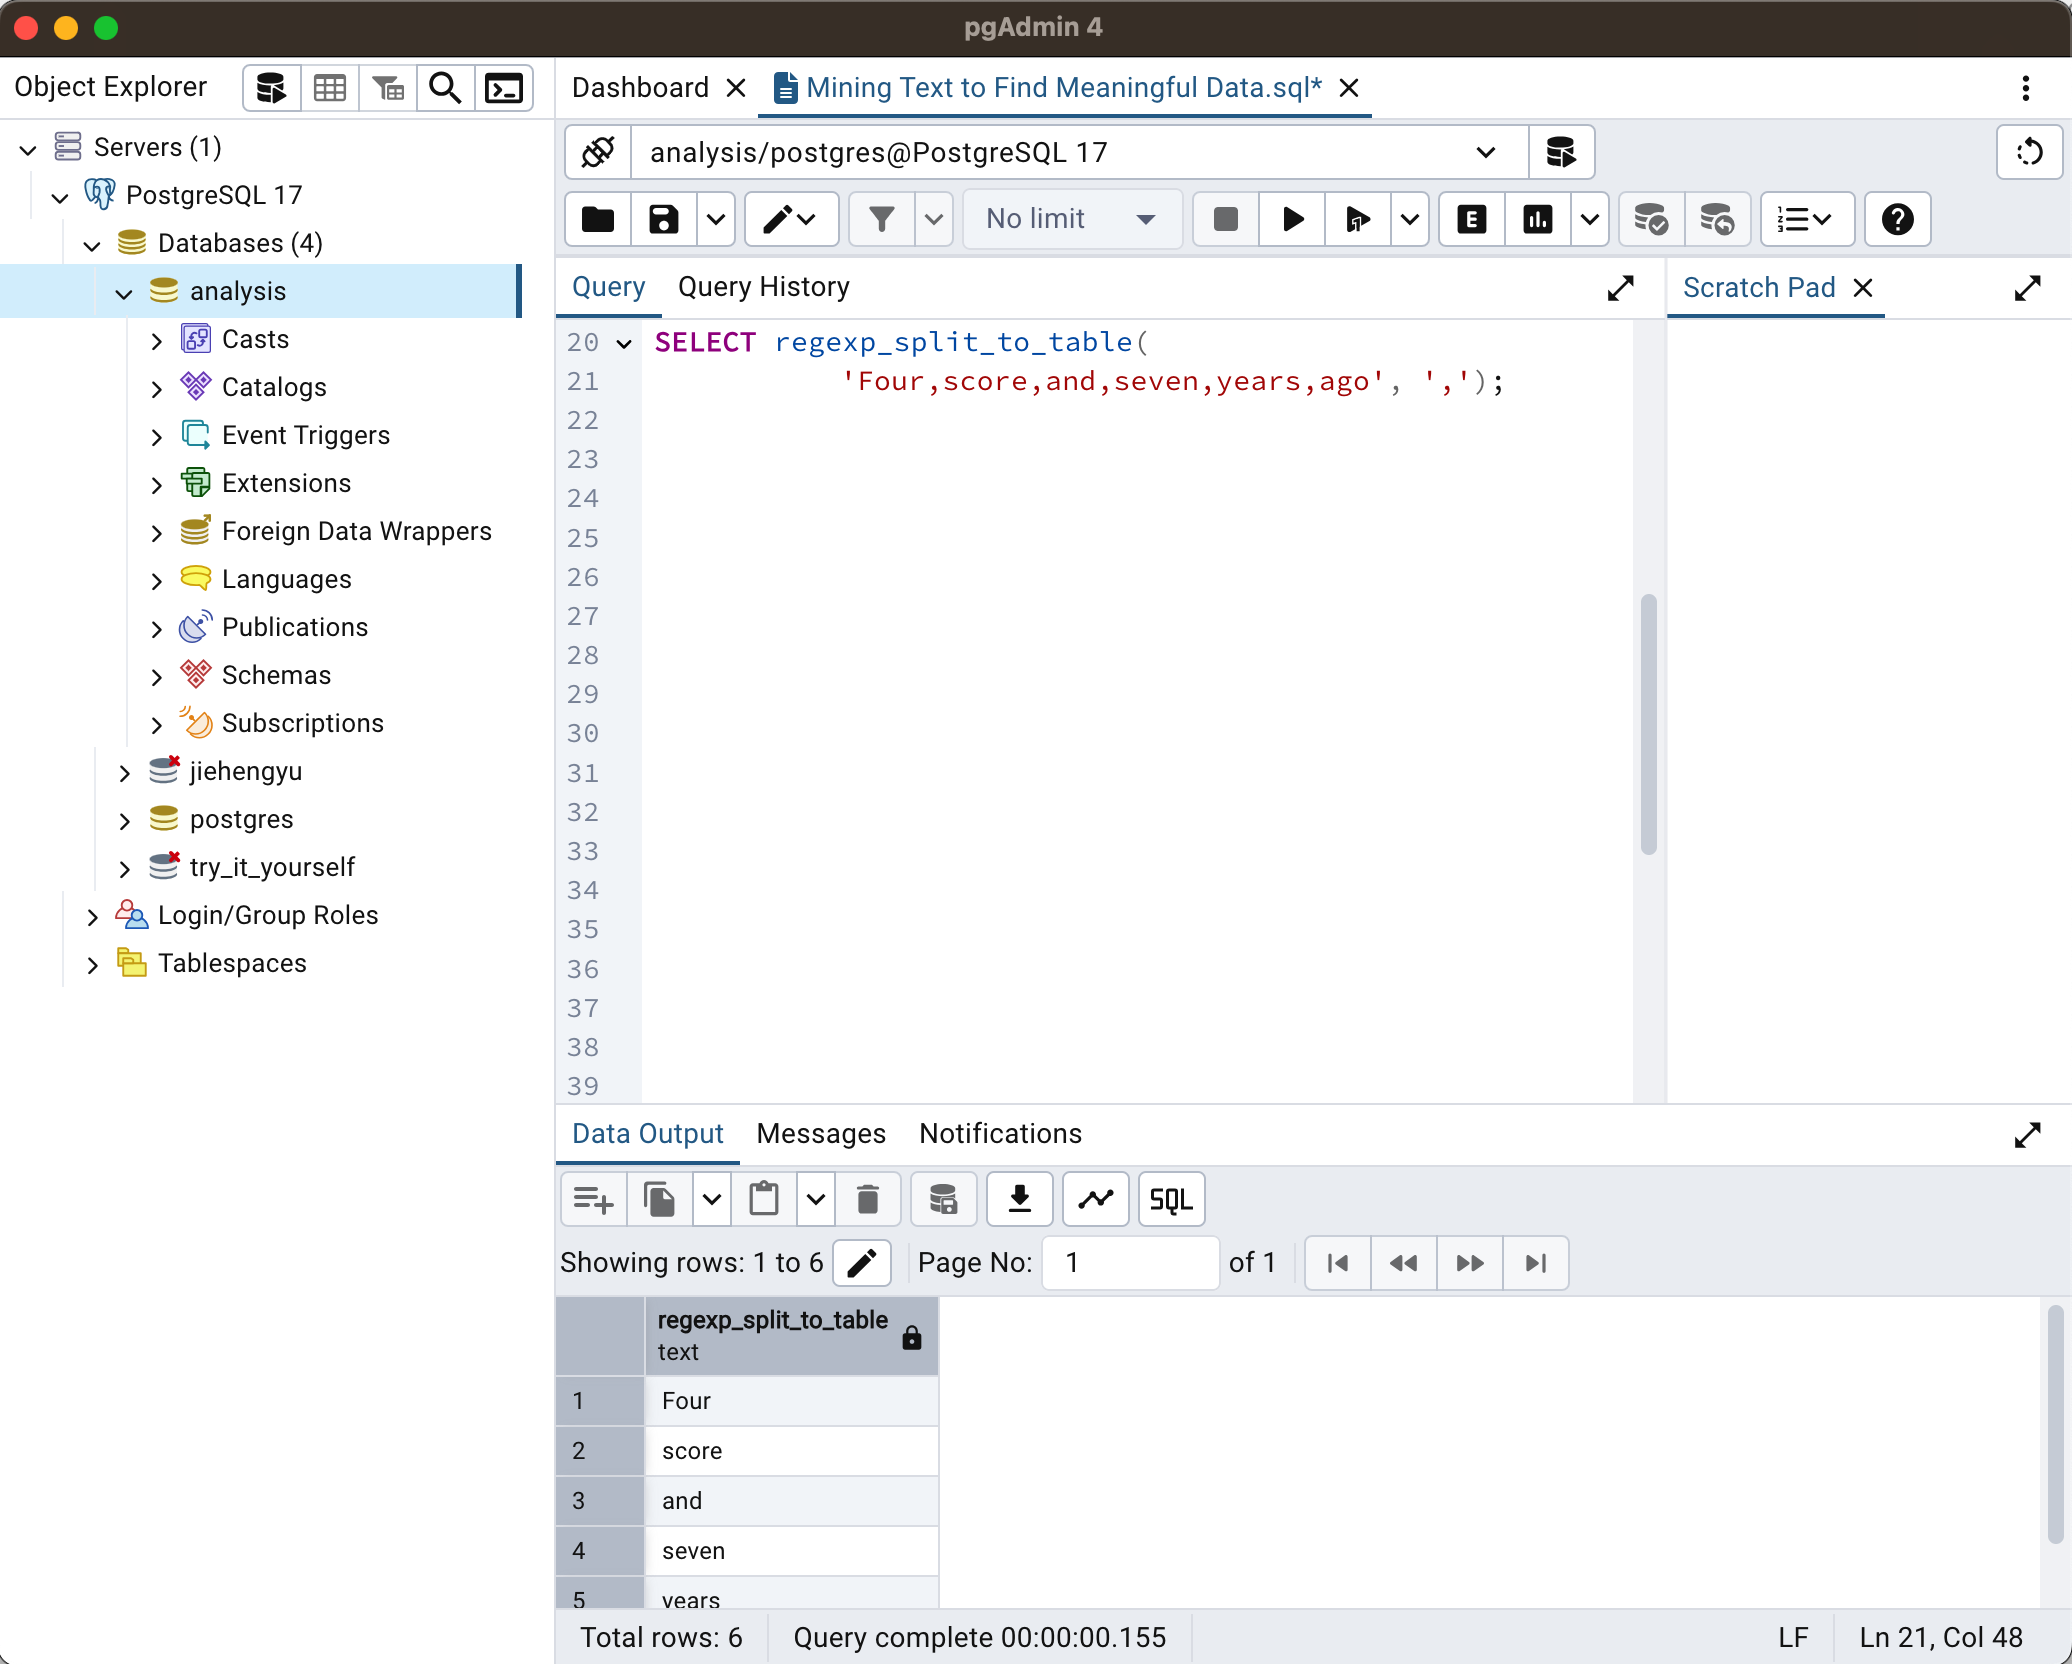 pgAdmin 4
Object Explorer
Servers (1)
PostgreSQL 17
Databases (4)
analysis
Casts
Catalogs
Event Triggers
Extensions
Foreign Data Wrappers
Languages
Publications
Schemas
Subscriptions
jiehengyu
postgres
try_it_yourself
Login/Group Roles
Tablespaces
Dashboard
Mining Text to Find Meaningful Data.sql*
analysis/postgres@PostgreSQL 17
No limit
E
Query
Query History
Scratch Pad
20 SELECT regexp_split_to_table(
21 'Four,score,and,seven,years,ago', ',');
22
23
24
25
26
27
28
29
30
31
32
33
34
35
36
37
38
39
Data Output
Messages
Notifications
SQL
Showing rows: 1 to 6
Page No: 1 of 1
regexp_split_to_table
text
1 Four
2 score
3 and
4 seven
5 years
Total rows: 6
Query complete 00:00:00.155
LF
Ln 21, Col 48